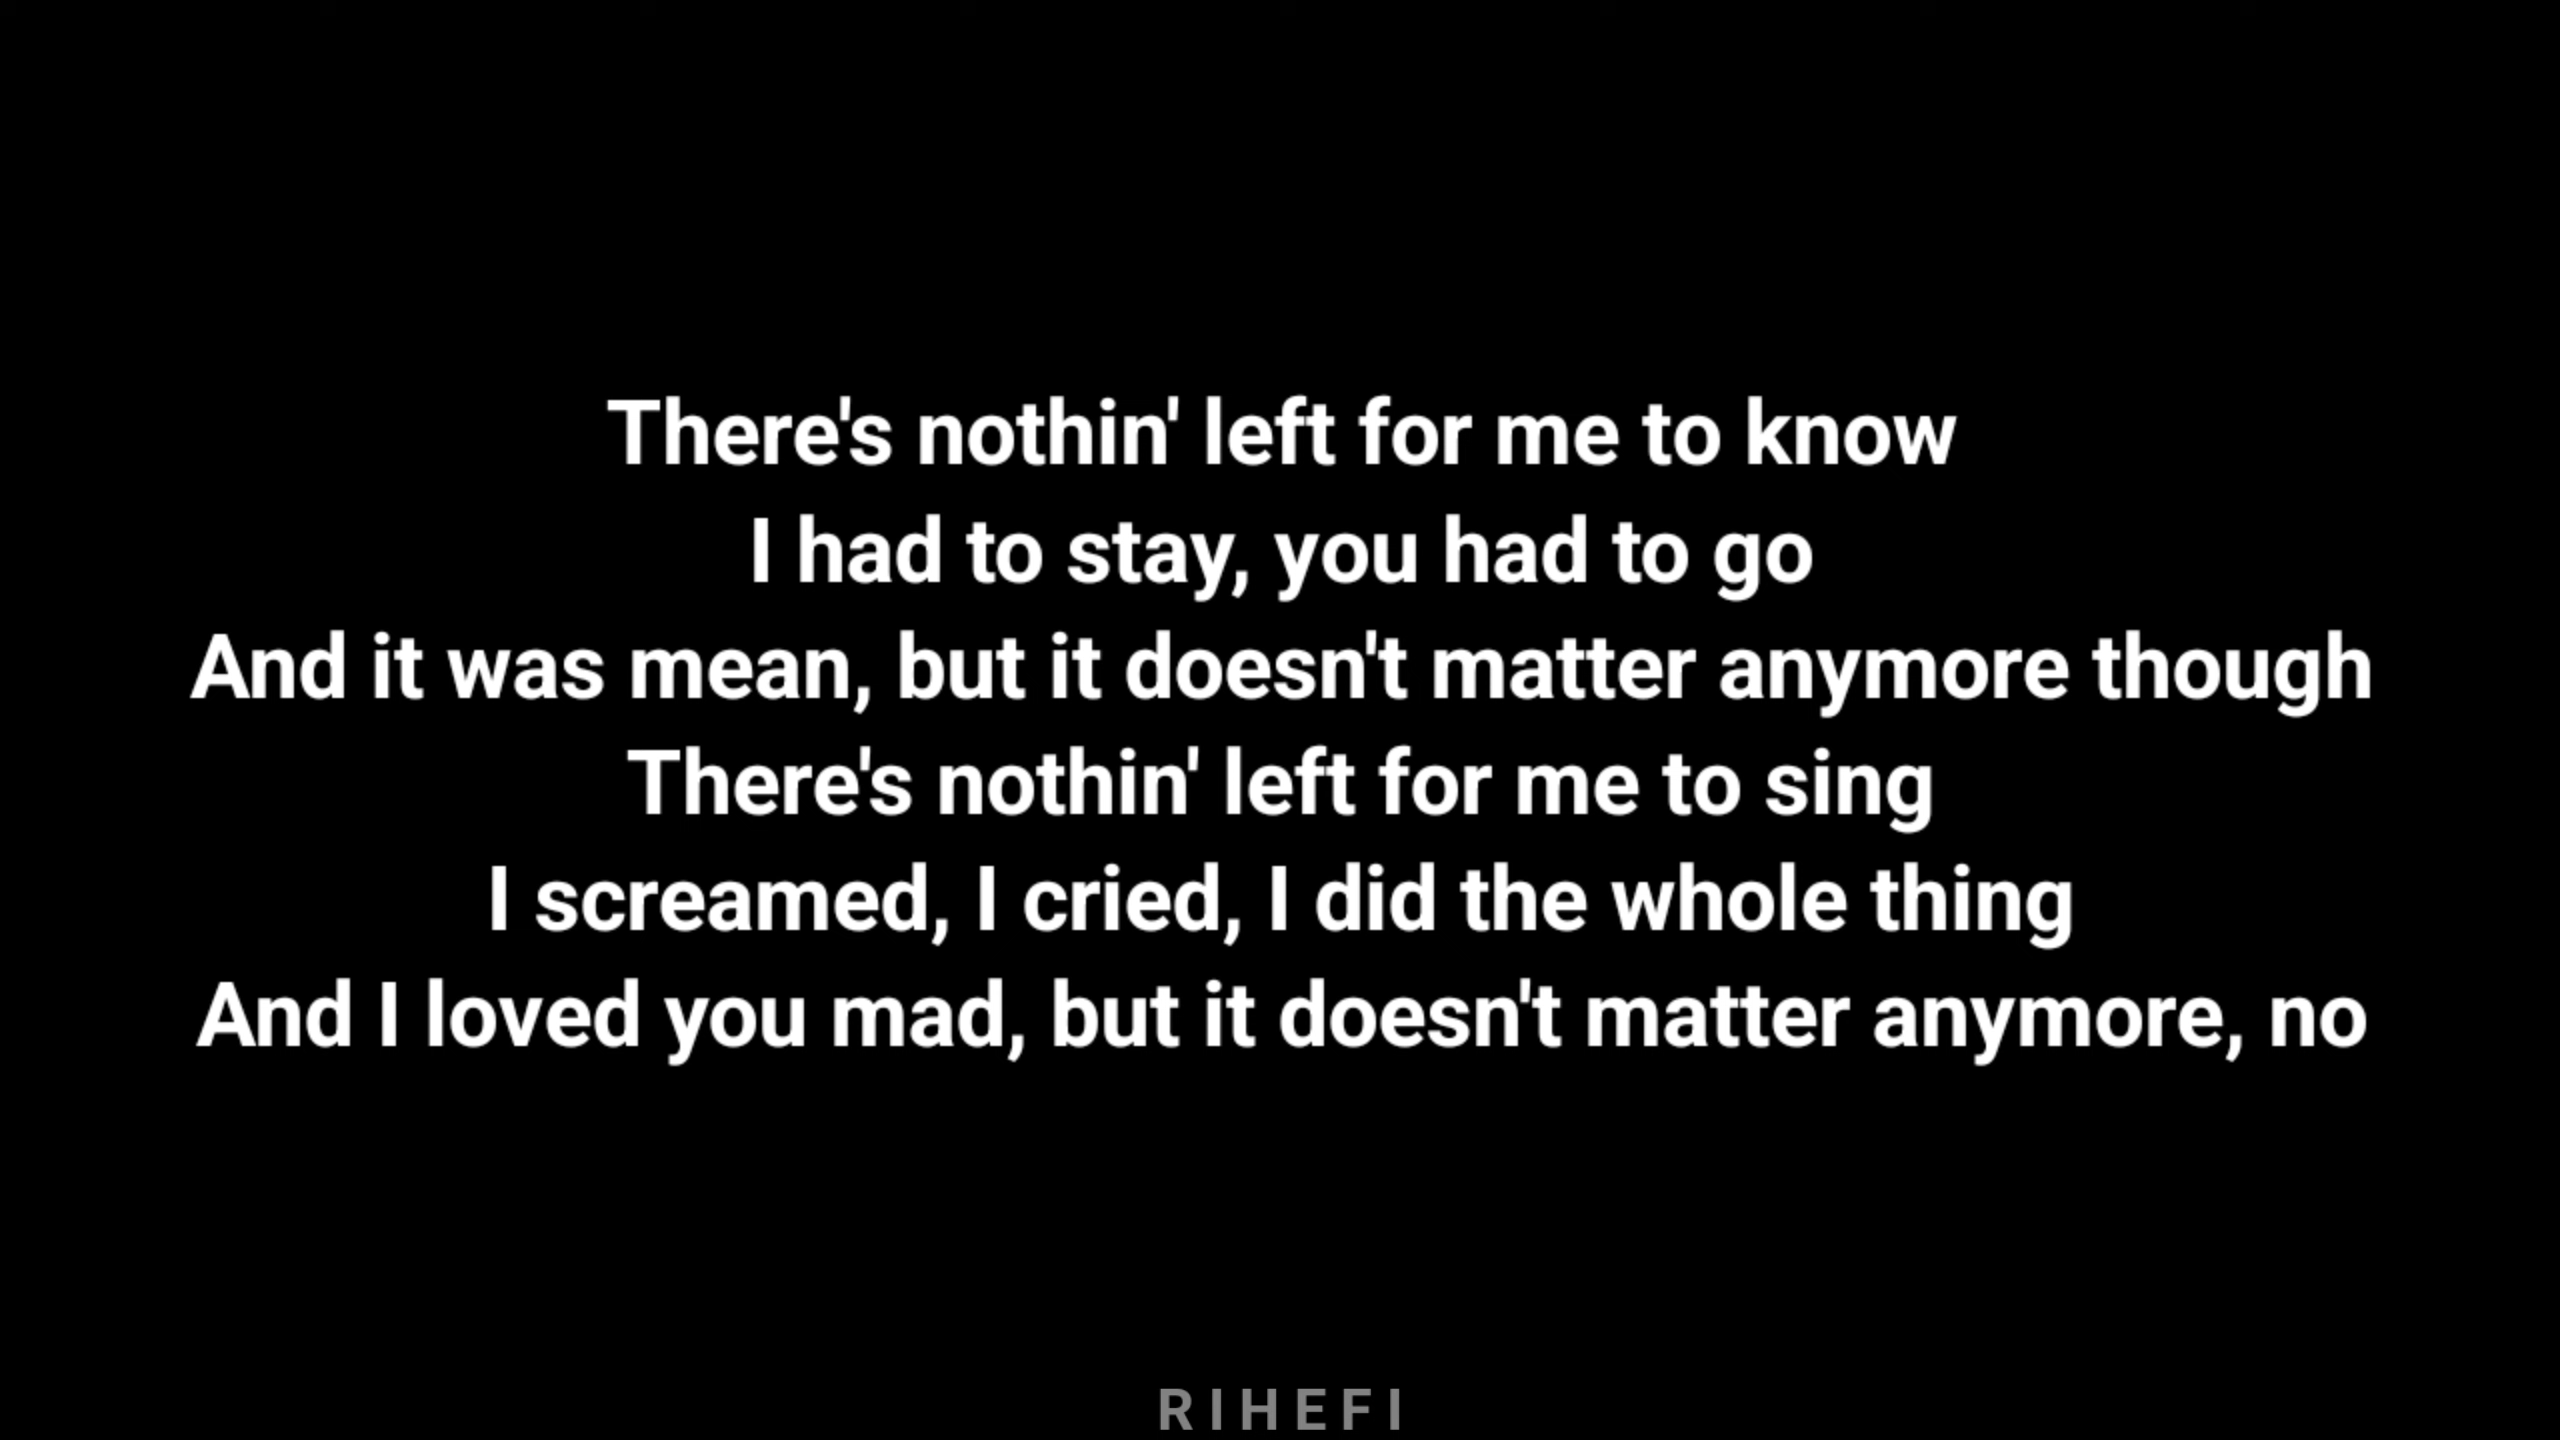 There's nothin' left for me to know
I had to stay, you had to go
And it was mean, but it doesn't matter anymore though
There's nothin' left for me to sing
I screamed, I cried, I did the whole thing
And I loved you mad, but it doesn't matter anymore, no
RIHEFI